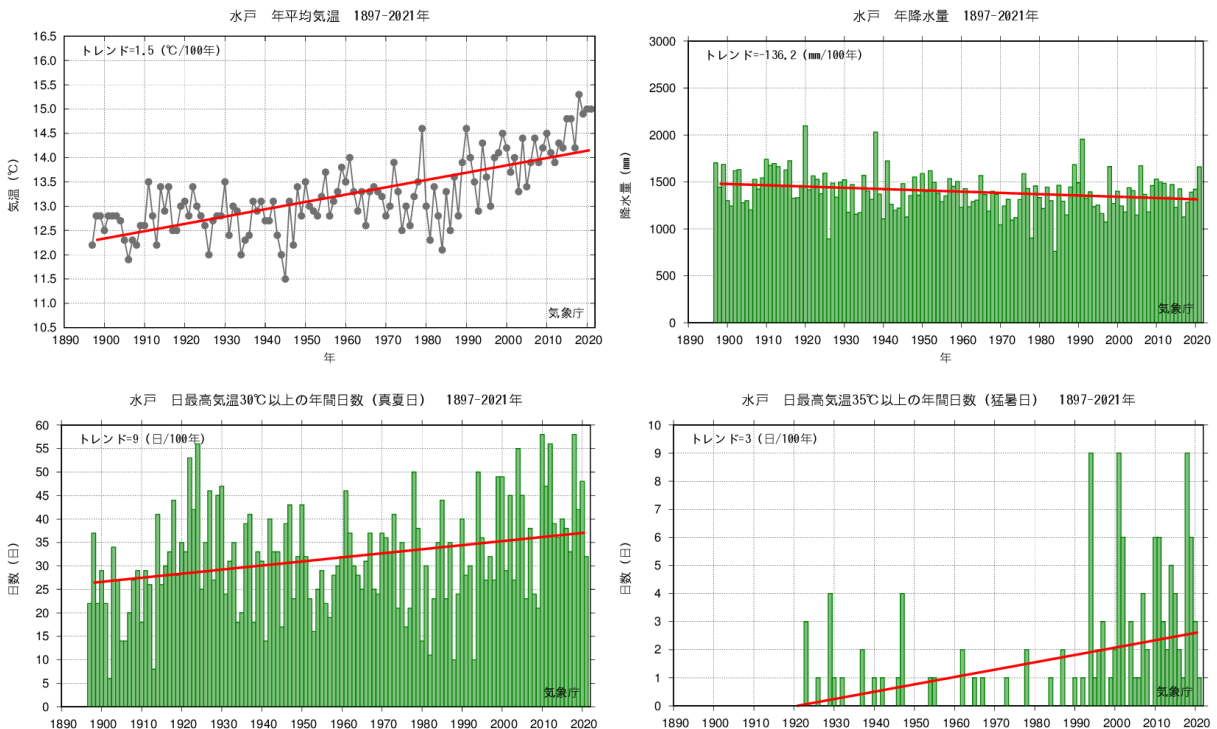 水戸 年平均気温 1897-2021年
トレンド=1.5 (℃/100年)
気温 (℃)
16.5
16.0
15.5
15.0
14.5
14.0
13.5
13.0
12.5
12.0
11.5
11.0
10.5
気象庁
1890 1900 1910 1920 1930 1940 1950 1960 1970 1980 1990 2000 2010 2020
年
水戸 年降水量 1897-2021年
トレンド=-136.2 (mm/100年)
降水量 (mm)
3000
2500
2000
1500
1000
500
0
気象庁
1890 1900 1910 1920 1930 1940 1950 1960 1970 1980 1990 2000 2010 2020
年
水戸 日最高気温30℃以上の年間日数 (真夏日) 1897-2021年
トレンド=9 (日/100年)
日数 (日)
60
55
50
45
40
35
30
25
20
15
10
5
0
気象庁
1890 1900 1910 1920 1930 1940 1950 1960 1970 1980 1990 2000 2010 2020
水戸 日最高気温35℃以上の年間日数 (猛暑日) 1897-2021年
トレンド=3 (日/100年)
日数 (日)
10
9
8
7
6
5
4
3
2
1
0
気象庁
1890 1900 1910 1920 1930 1940 1950 1960 1970 1980 1990 2000 2010 2020